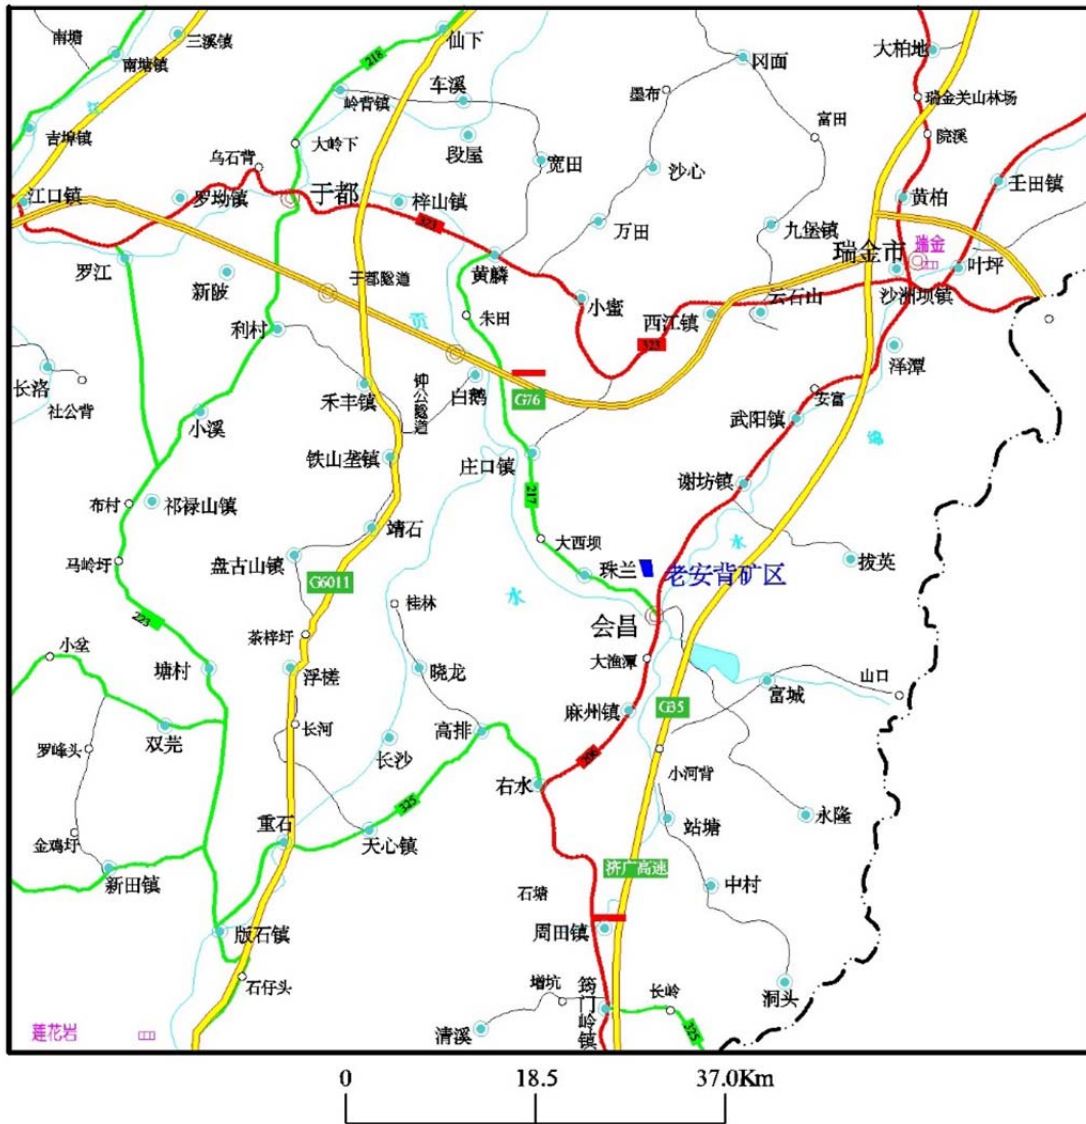 仙下
大柏地
三溪镇
南塘
南塘镇
218
冈面
车溪
岭背镇
墨布
瑞金关山林场
江
吉埠镇
富田
院溪
大岭下
段屋
乌石背
宽田
沙心
壬田镇
于都
江口镇
罗坳镇
梓山镇
黄柏
323
万田
九堡镇
瑞金市
瑞金
罗江
新陂
于都隧道
黄麟
叶坪
小蜜
云石山
沙洲坝镇
朱田
西江镇
利村
贡
323
泽潭
长洛
禾丰镇
钟公隧道
白鹅
G76
安富
社公背
小溪
武阳镇
绵
铁山垄镇
庄口镇
谢坊镇
217
布村
祁禄山镇
靖石
大西坝
水
马岭圩
盘古山镇
珠兰
老安背矿区
拔英
G6011
水
桂林
223
会昌
茶梓圩
小坌
大渔潭
塘村
浮槎
晓龙
山口
富城
G35
麻州镇
双芫
长河
高排
罗峰头
长沙
206
小河背
右水
325
重石
站塘
永隆
金鸡圩
天心镇
新田镇
济广高速
中村
石塘
版石镇
周田镇
石仔头
增坑
筠门岭镇
长岭
洞头
莲花岩
清溪
325
0 18.5 37.0Km